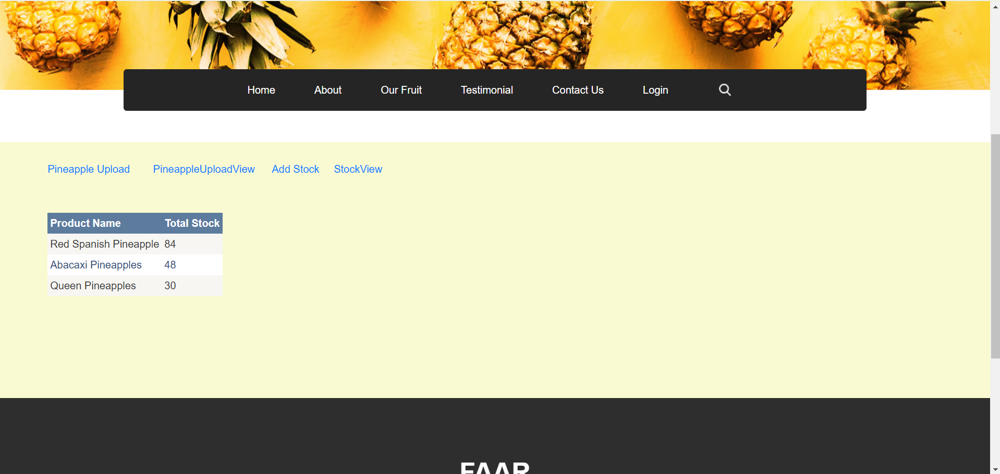 Home About Our Fruit Testimonial Contact Us Login
Pineapple Upload PineappleUploadView Add Stock StockView
Product Name Total Stock
Red Spanish Pineapple 84
Abacaxi Pineapples 48
Queen Pineapples 30
FAAR